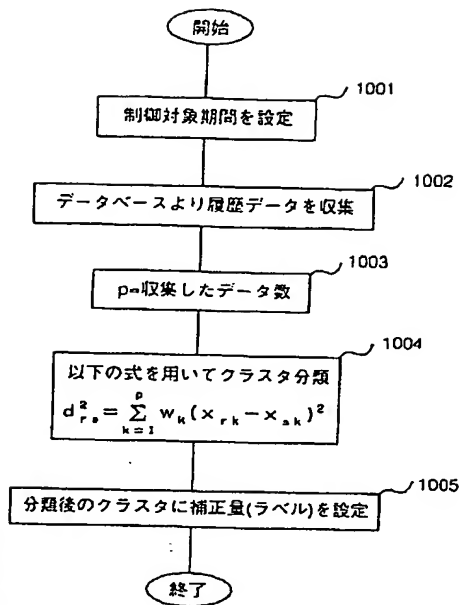 開始
1001
制御対象期間を設定
1002
データベースより履歴データを収集
1003
p=収集したデータ数
1004
以下の式を用いてクラスタ分類
d²rs = Σ(k=1→p) wk(xrk−xsk)²
1005
分類後のクラスタに補正量(ラベル)を設定
終了